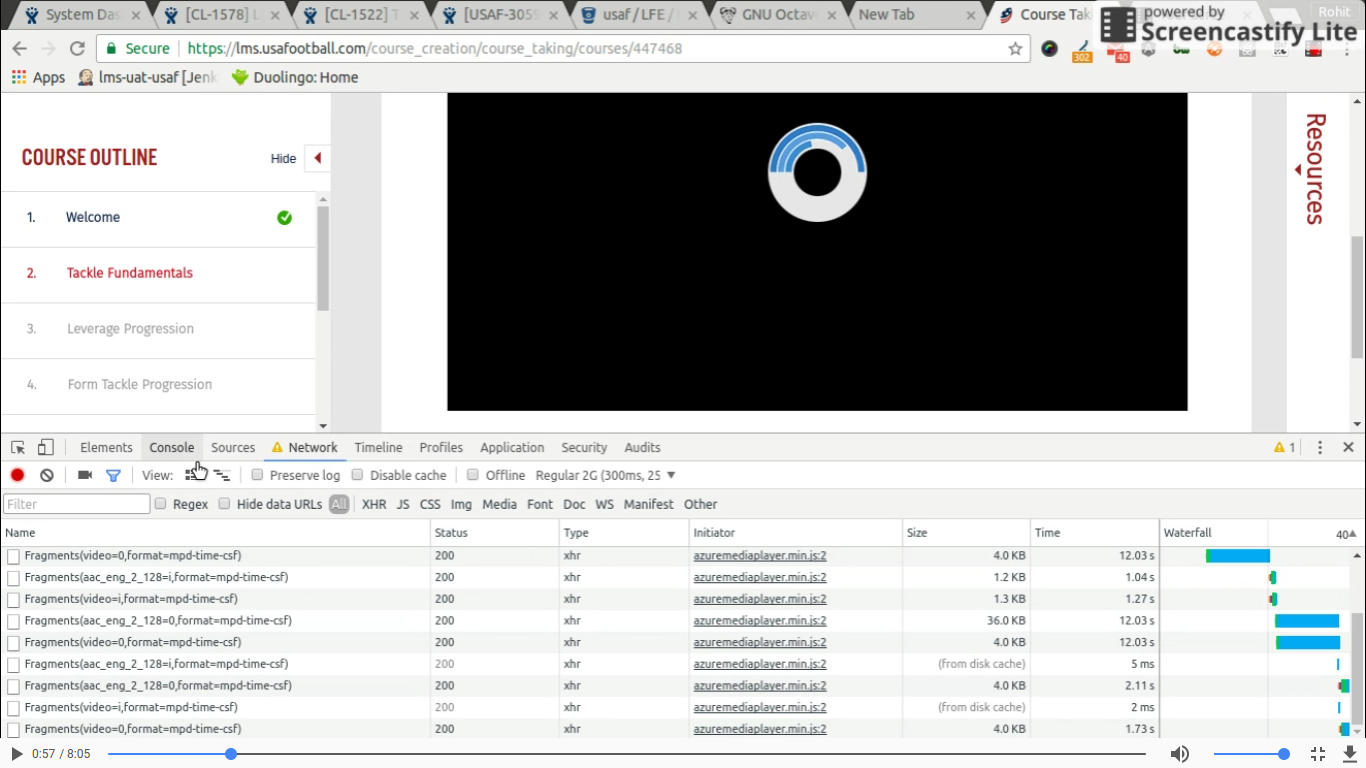 System Das
[CL-1578] L
[CL-1522] T
[USAF-3055
usaf / LFE /
GNU Octav
New Tab
Course Tak
Rohit
powered by
Screencastify Lite
Secure
https://lms.usafootball.com/course_creation/course_taking/courses/447468
302
40
Apps
lms-uat-usaf [Jenk
Duolingo: Home
COURSE OUTLINE
Hide
1. Welcome
2. Tackle Fundamentals
3. Leverage Progression
4. Form Tackle Progression
Resources
Elements Console Sources Network Timeline Profiles Application Security Audits 1
View: Preserve log Disable cache Offline Regular 2G (300ms, 25
Filter Regex Hide data URLs All XHR JS CSS Img Media Font Doc WS Manifest Other
Name Status Type Initiator Size Time Waterfall 40
Fragments(video=0,format=mpd-time-csf) 200 xhr azuremediaplayer.min.js:2 4.0 KB 12.03 s
Fragments(aac_eng_2_128=i,format=mpd-time-csf) 200 xhr azuremediaplayer.min.js:2 1.2 KB 1.04 s
Fragments(video=i,format=mpd-time-csf) 200 xhr azuremediaplayer.min.js:2 1.3 KB 1.27 s
Fragments(aac_eng_2_128=0,format=mpd-time-csf) 200 xhr azuremediaplayer.min.js:2 36.0 KB 12.03 s
Fragments(video=0,format=mpd-time-csf) 200 xhr azuremediaplayer.min.js:2 4.0 KB 12.03 s
Fragments(aac_eng_2_128=i,format=mpd-time-csf) 200 xhr azuremediaplayer.min.js:2 (from disk cache) 5 ms
Fragments(aac_eng_2_128=0,format=mpd-time-csf) 200 xhr azuremediaplayer.min.js:2 4.0 KB 2.11 s
Fragments(video=i,format=mpd-time-csf) 200 xhr azuremediaplayer.min.js:2 (from disk cache) 2 ms
Fragments(video=0,format=mpd-time-csf) 200 xhr azuremediaplayer.min.js:2 4.0 KB 1.73 s
0:57 / 8:05